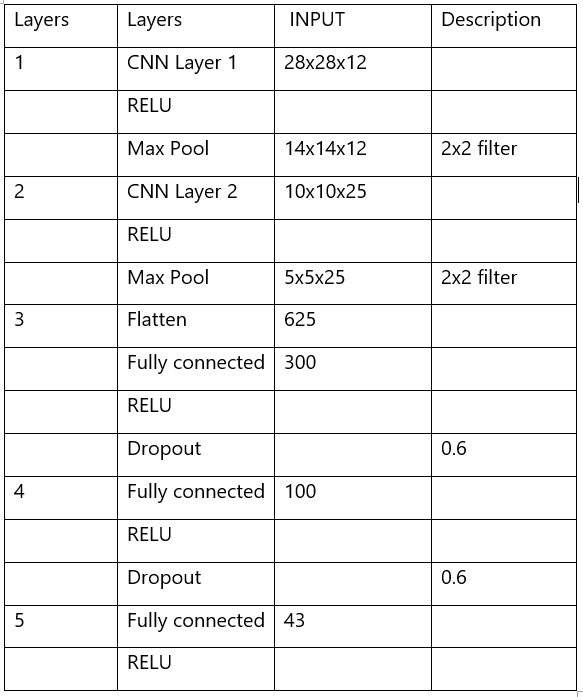 Layers Layers INPUT Description
1 CNN Layer 1 28x28x12
RELU
Max Pool 14x14x12 2x2 filter
2 CNN Layer 2 10x10x25
RELU
Max Pool 5x5x25 2x2 filter
3 Flatten 625
Fully connected 300
RELU
Dropout 0.6
4 Fully connected 100
RELU
Dropout 0.6
5 Fully connected 43
RELU